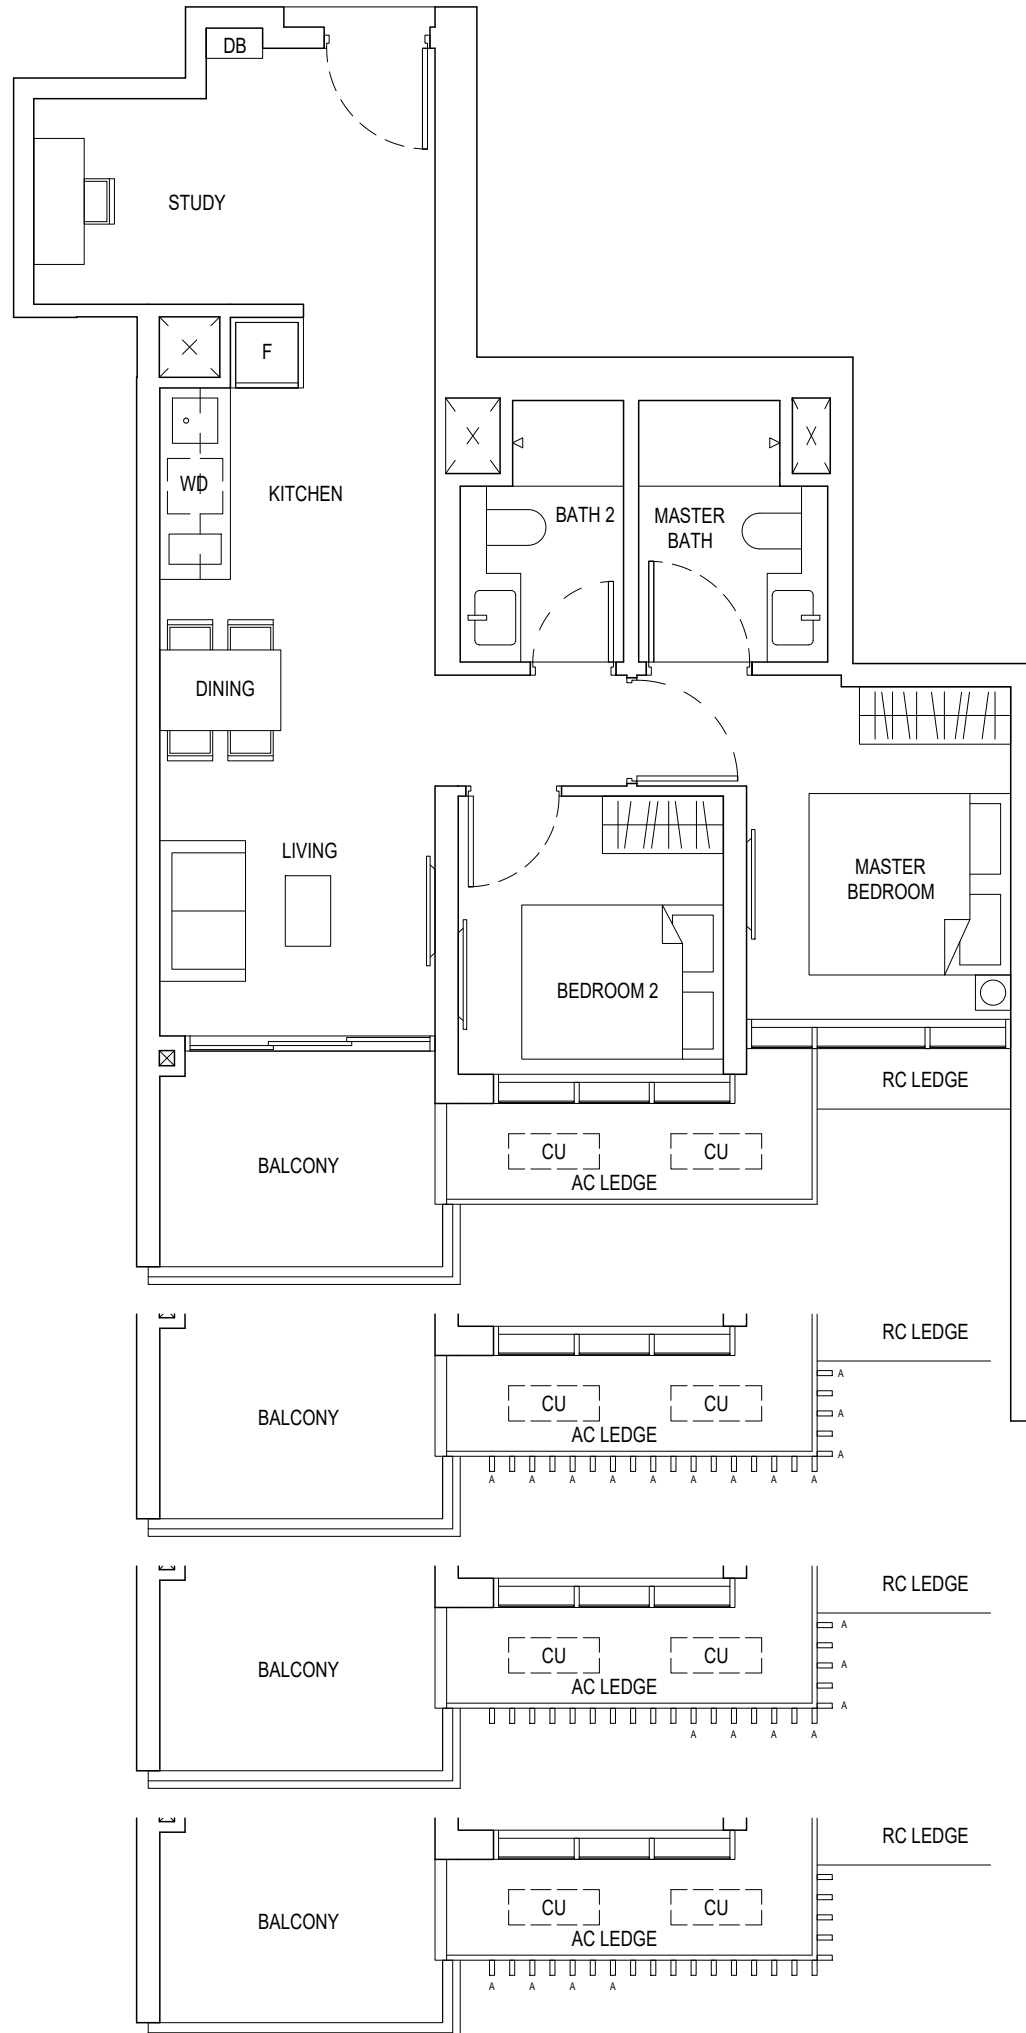 DB
STUDY
F
WD
KITCHEN
BATH 2
MASTER
BATH
DINING
LIVING
MASTER
BEDROOM
BEDROOM 2
RC LEDGE
CU
CU
AC LEDGE
BALCONY
RC LEDGE
A
CU
CU
A
BALCONY
AC LEDGE
A
A A A A A A A A A
RC LEDGE
A
CU
CU
A
BALCONY
AC LEDGE
A
A A A A
RC LEDGE
CU
CU
BALCONY
AC LEDGE
A A A A